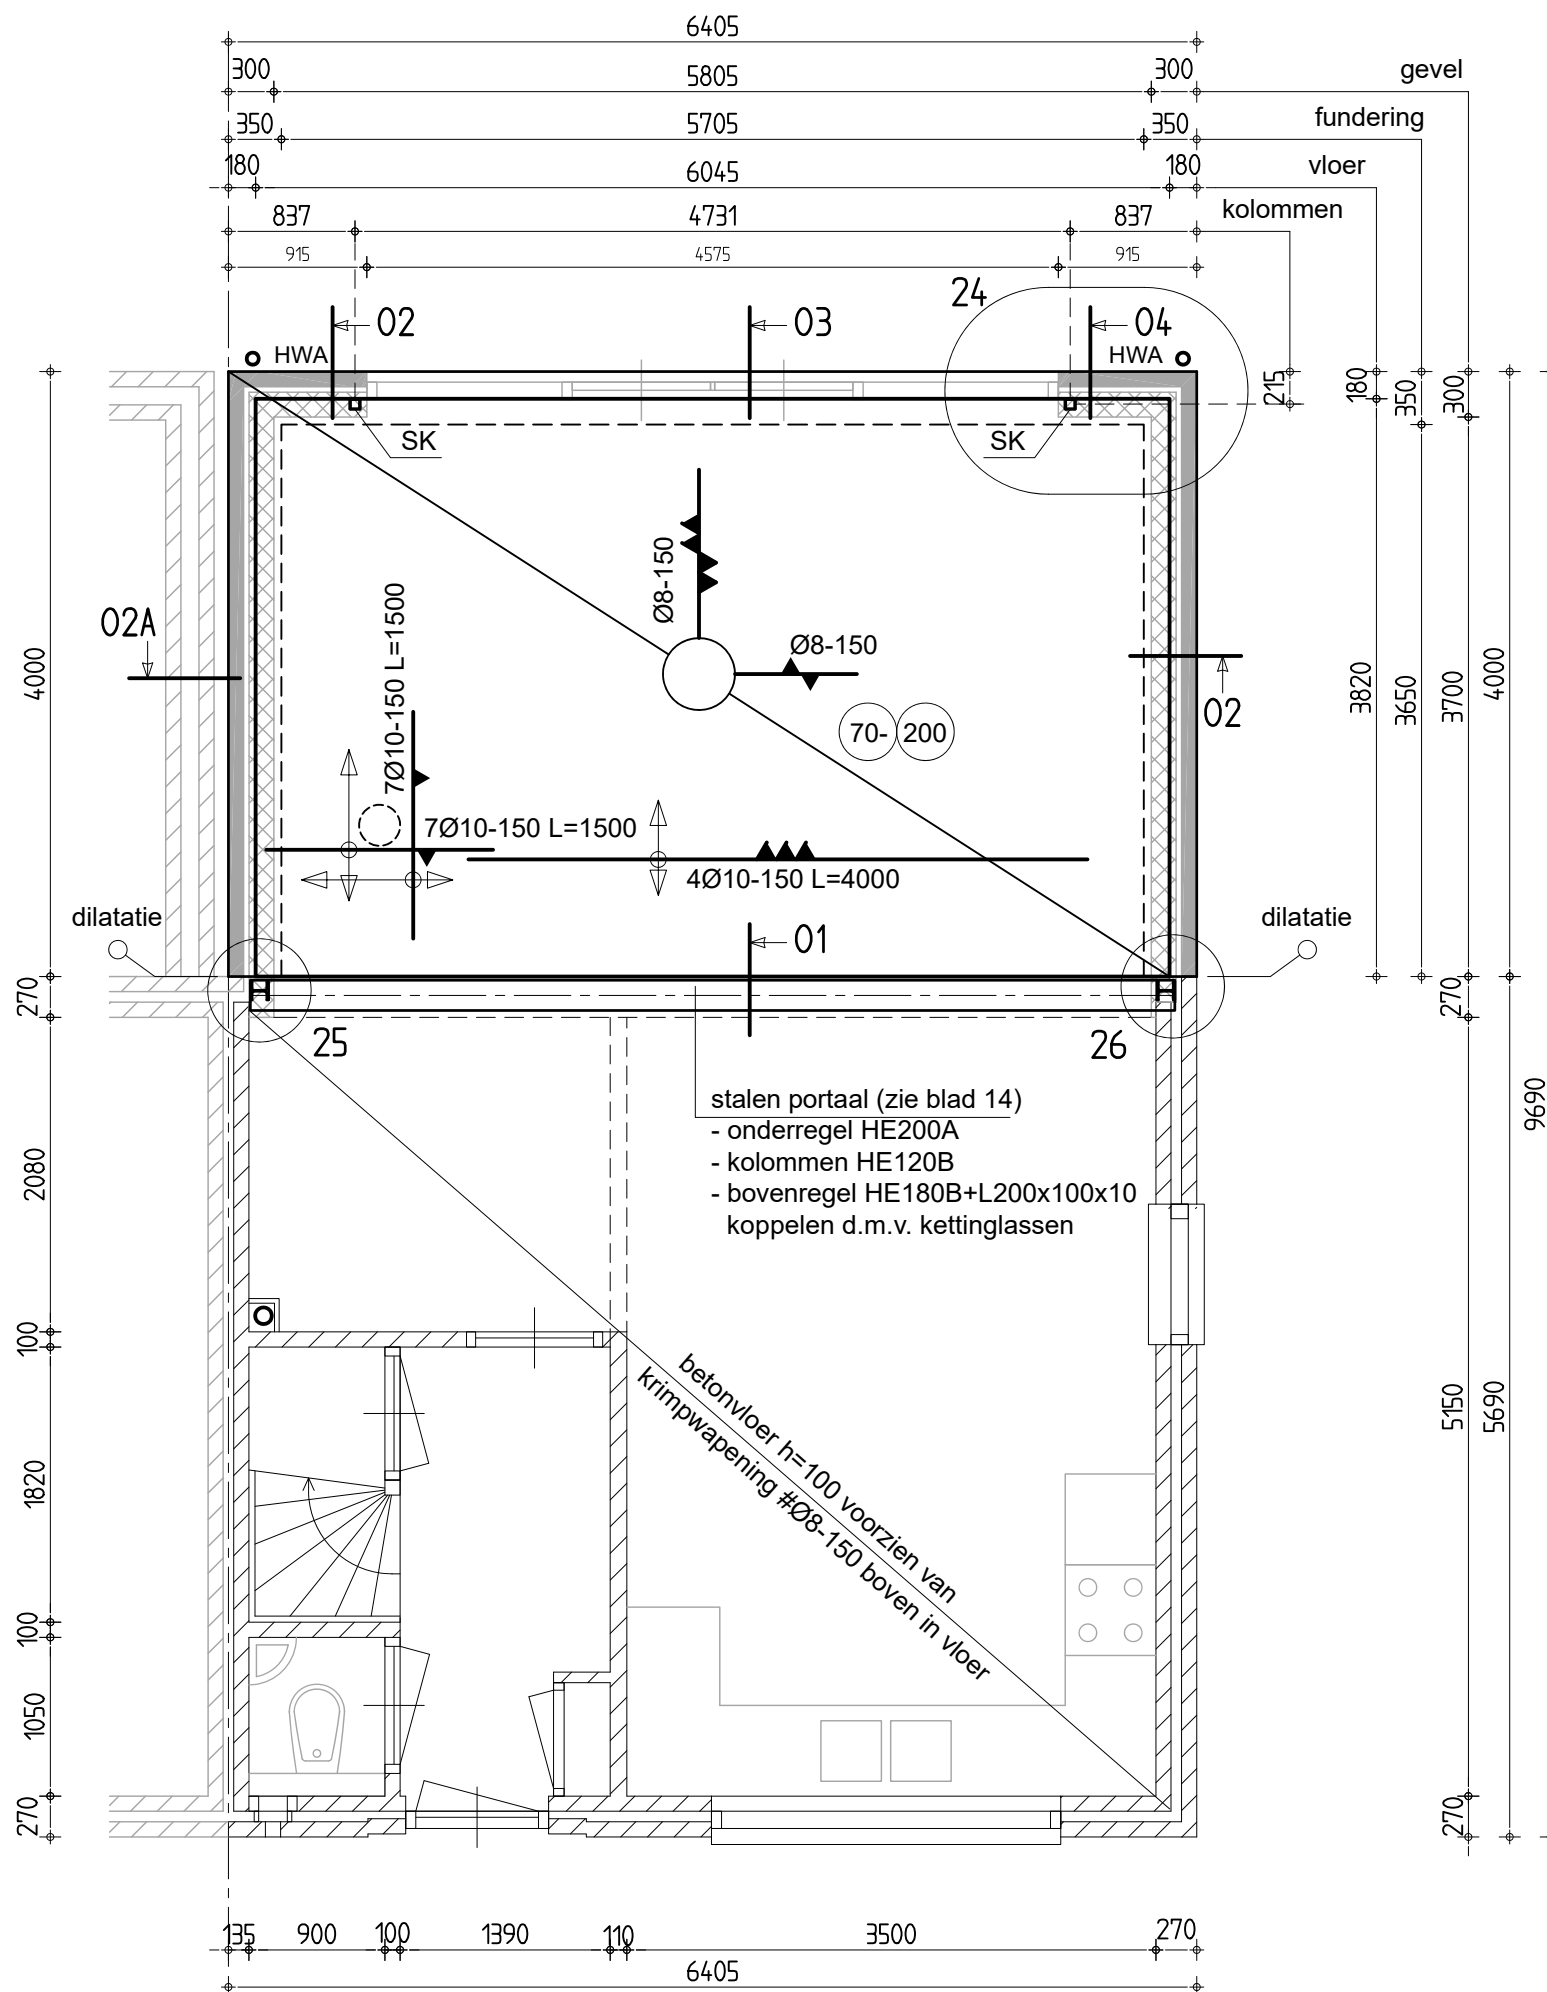 6405
300 5805 300 gevel
350 5705 350 fundering
180 6045 180 vloer
837 4731 837 kolommen
915 4575 915
24
02 03 04
HWA HWA
215 180 350 300
SK SK
Ø8-150
02A
Ø8-150
7Ø10-150 L=1500
4000
70- 200
02
3820 3650 3700 4000
7Ø10-150 L=1500
4Ø10-150 L=4000
dilatatie dilatatie
01
270 270
25 26
stalen portaal (zie blad 14)
- onderregel HE200A
- kolommen HE120B
- bovenregel HE180B+L200x100x10
koppelen d.m.v. kettinglassen
9690
2080
100
betonvloer h=100 voorzien van
krimpwapening #Ø8-150 boven in vloer
5150 5690
1820
100
1050
270 270
135 900 100 1390 110 3500 270
6405